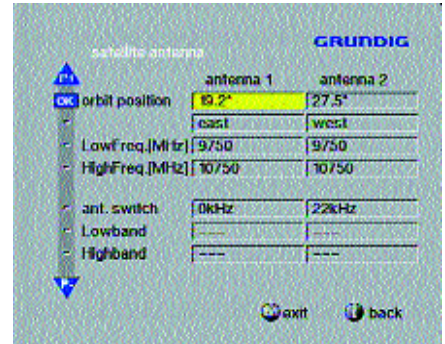 GRUNDIG
satellite antenna
P+
antenna 1 antenna 2
OK orbit position 19.2° 27.5°
east west
LowFreq.[MHz] 9750 9750
HighFreq.[MHz] 10750 10750
ant. switch 0kHz 22kHz
Lowband --- ---
Highband --- ---
P-
exit i back